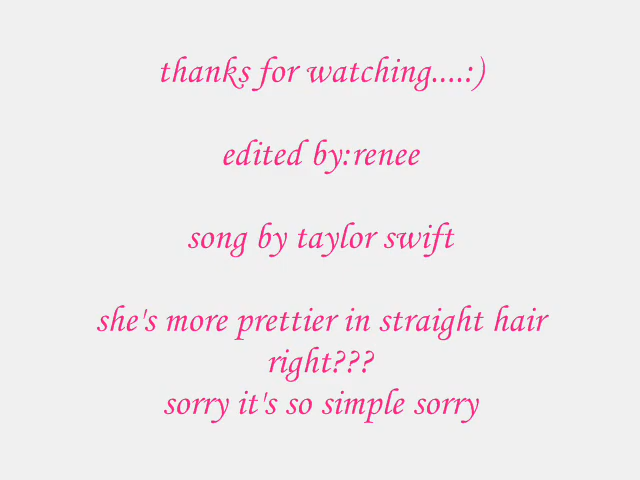 thanks for watching....:)
edited by:renee
song by taylor swift
she's more prettier in straight hair
right???
sorry it's so simple sorry